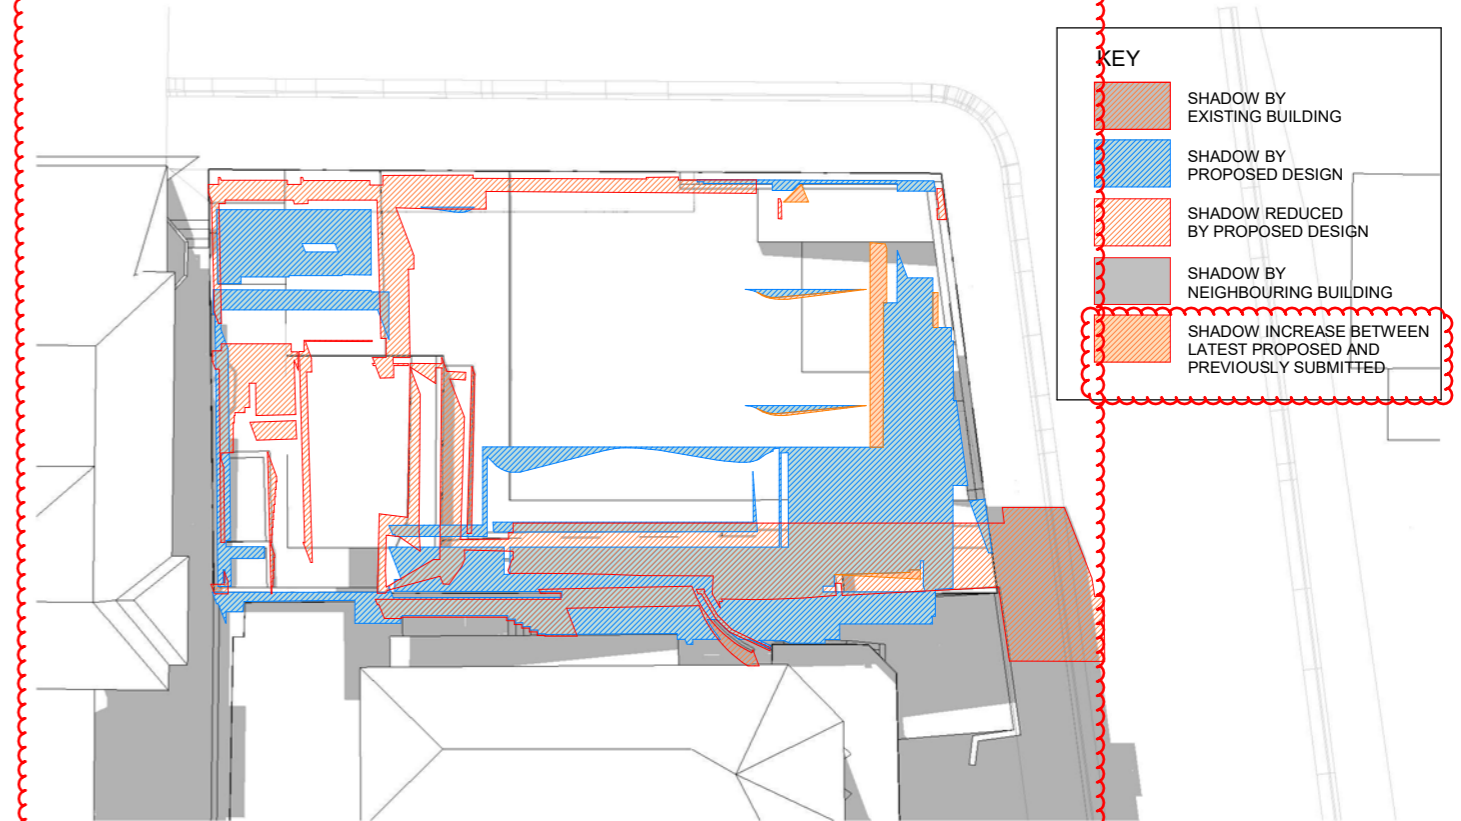 KEY
SHADOW BY
EXISTING BUILDING
SHADOW BY
PROPOSED DESIGN
SHADOW REDUCED
BY PROPOSED DESIGN
SHADOW BY
NEIGHBOURING BUILDING
SHADOW INCREASE BETWEEN
LATEST PROPOSED AND
PREVIOUSLY SUBMITTED